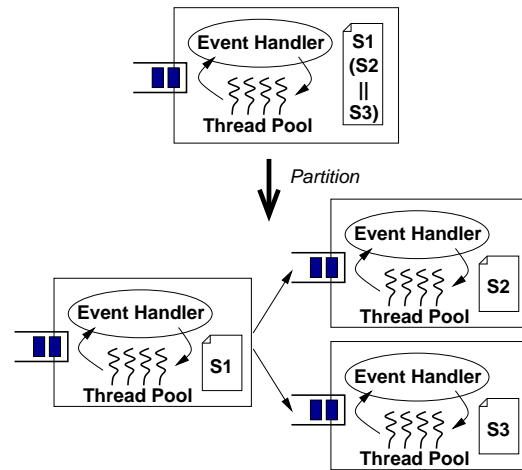 Event Handler
Thread Pool
S1
(S2
||
S3)
Partition
Event Handler
Thread Pool
S1
Event Handler
Thread Pool
S2
Event Handler
Thread Pool
S3